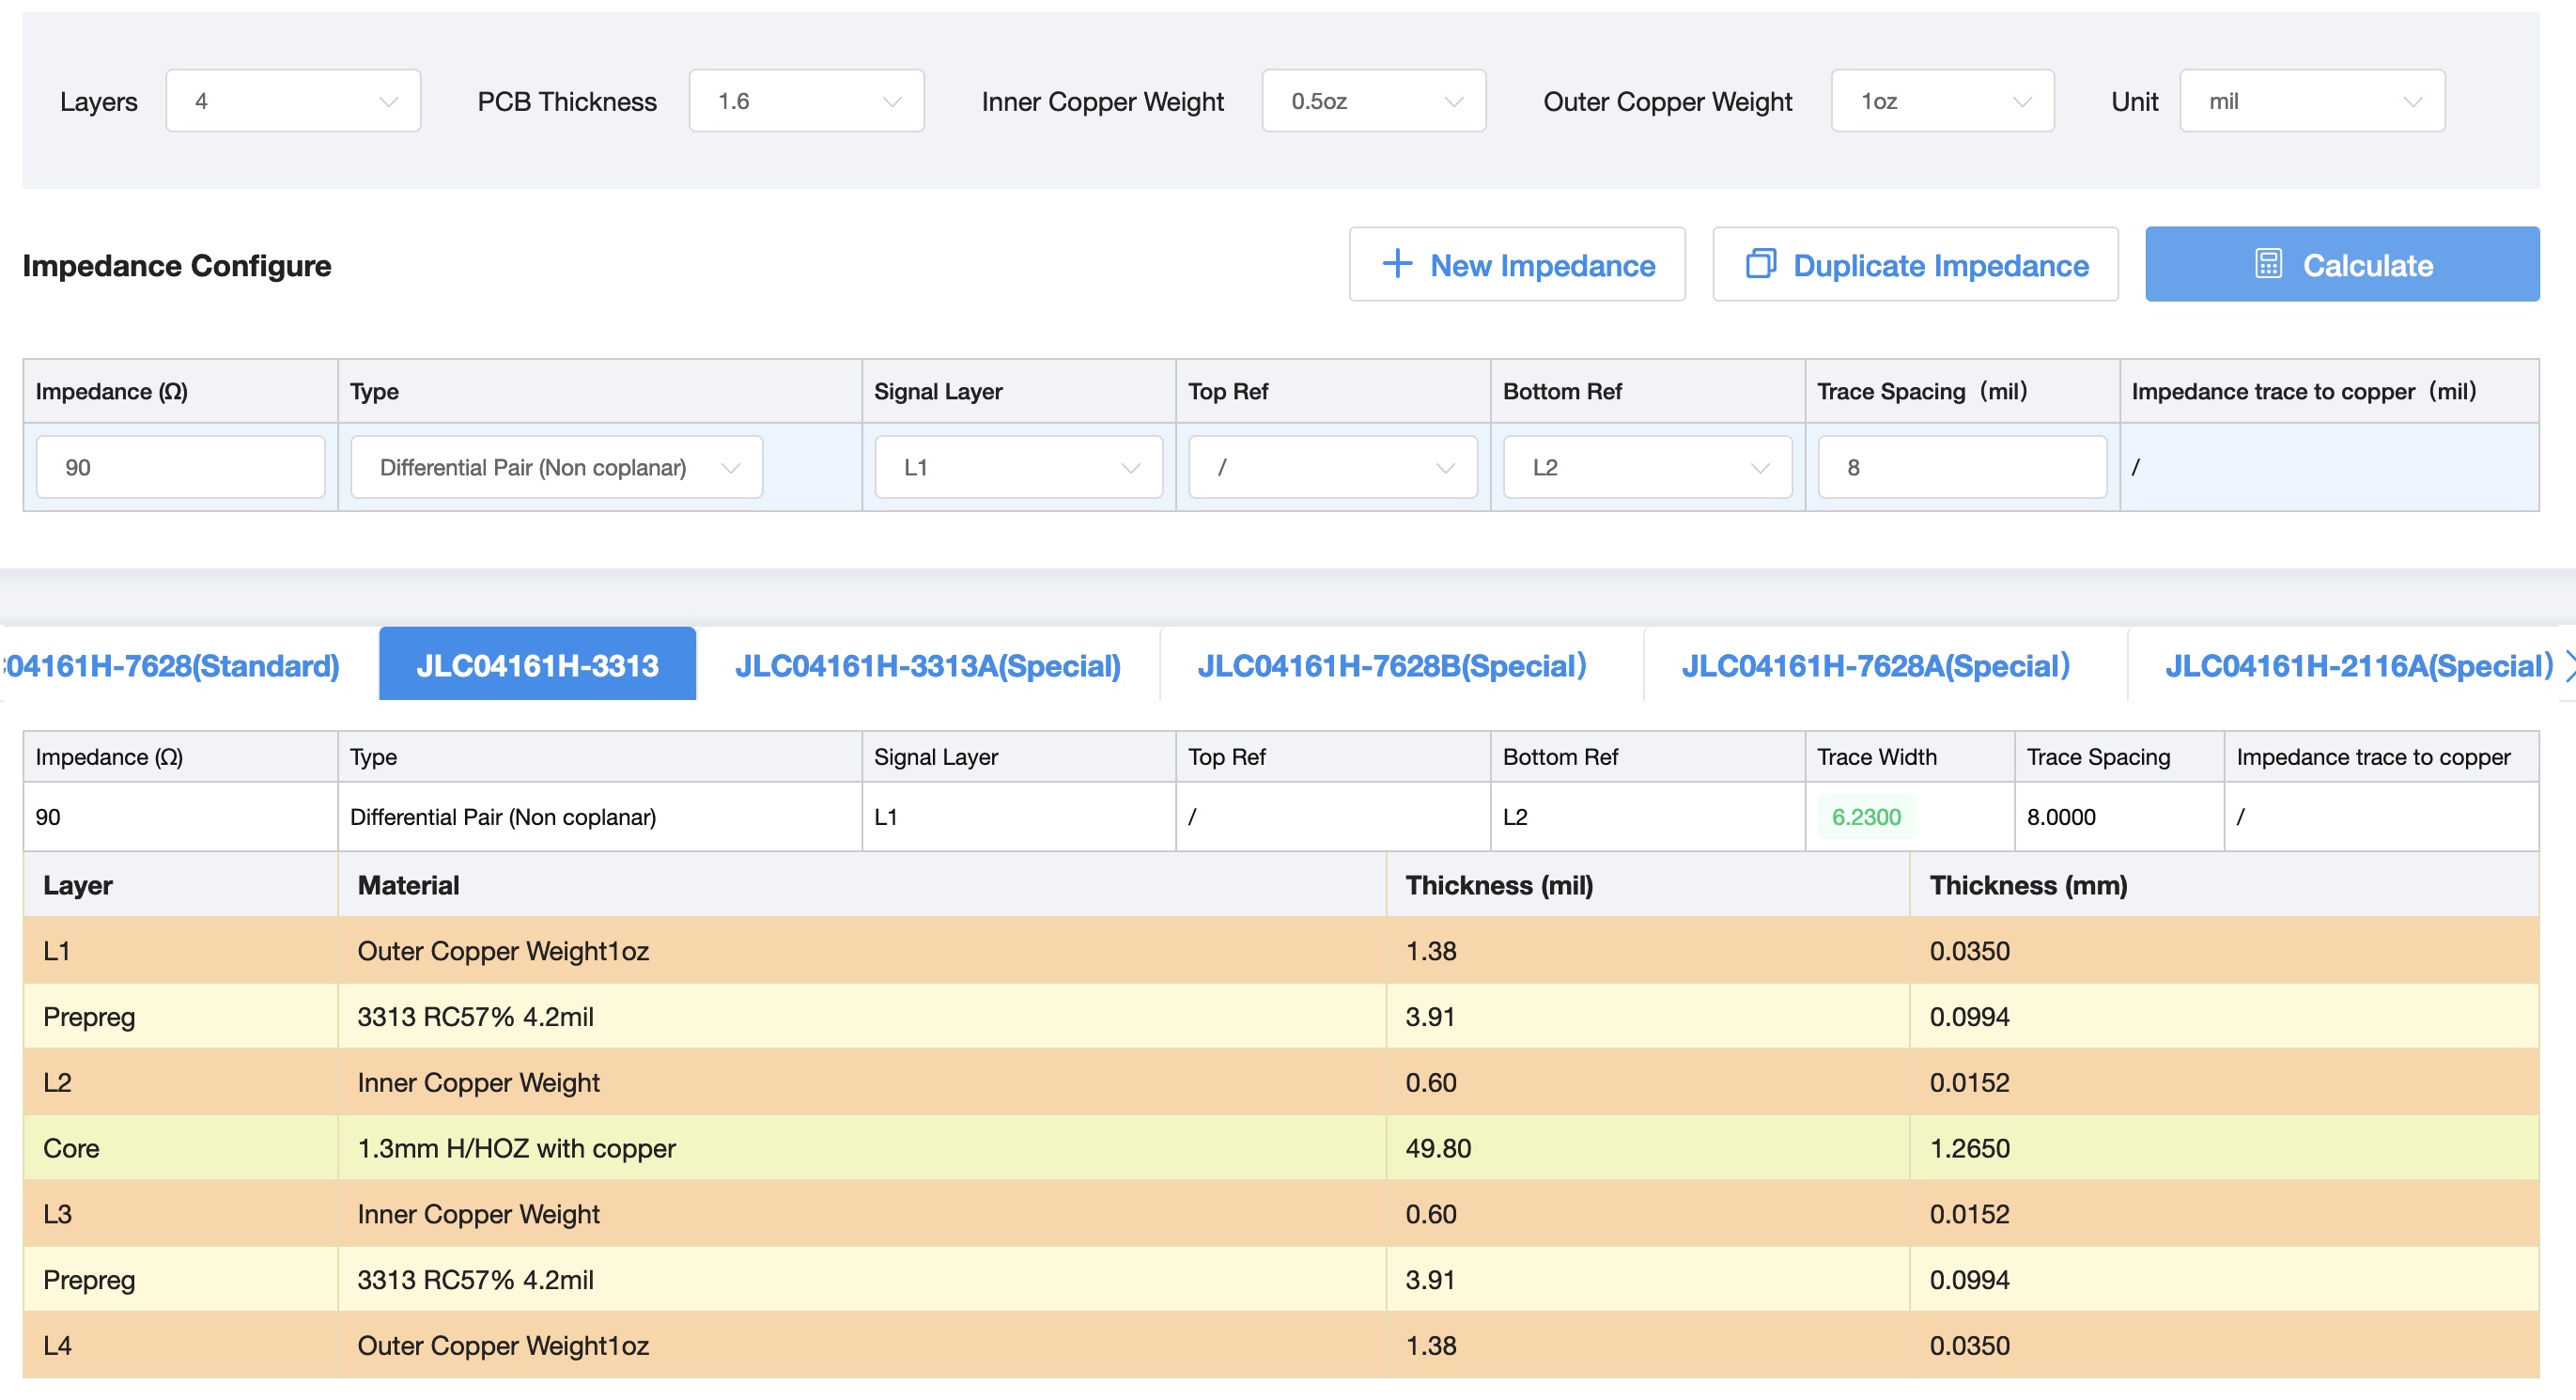 Layers 4 PCB Thickness 1.6 Inner Copper Weight 0.5oz Outer Copper Weight 1oz Unit mil
Impedance Configure New Impedance Duplicate Impedance Calculate
Impedance (Ω) Type Signal Layer Top Ref Bottom Ref Trace Spacing（mil） Impedance trace to copper（mil）
90 Differential Pair (Non coplanar) L1 / L2 8 /
04161H-7628(Standard) JLC04161H-3313 JLC04161H-3313A(Special) JLC04161H-7628B(Special） JLC04161H-7628A(Special） JLC04161H-2116A(Special）
Impedance (Ω) Type Signal Layer Top Ref Bottom Ref Trace Width Trace Spacing Impedance trace to copper
90 Differential Pair (Non coplanar) L1 / L2 6.2300 8.0000 /
Layer Material Thickness (mil) Thickness (mm)
L1 Outer Copper Weight1oz 1.38 0.0350
Prepreg 3313 RC57% 4.2mil 3.91 0.0994
L2 Inner Copper Weight 0.60 0.0152
Core 1.3mm H/HOZ with copper 49.80 1.2650
L3 Inner Copper Weight 0.60 0.0152
Prepreg 3313 RC57% 4.2mil 3.91 0.0994
L4 Outer Copper Weight1oz 1.38 0.0350